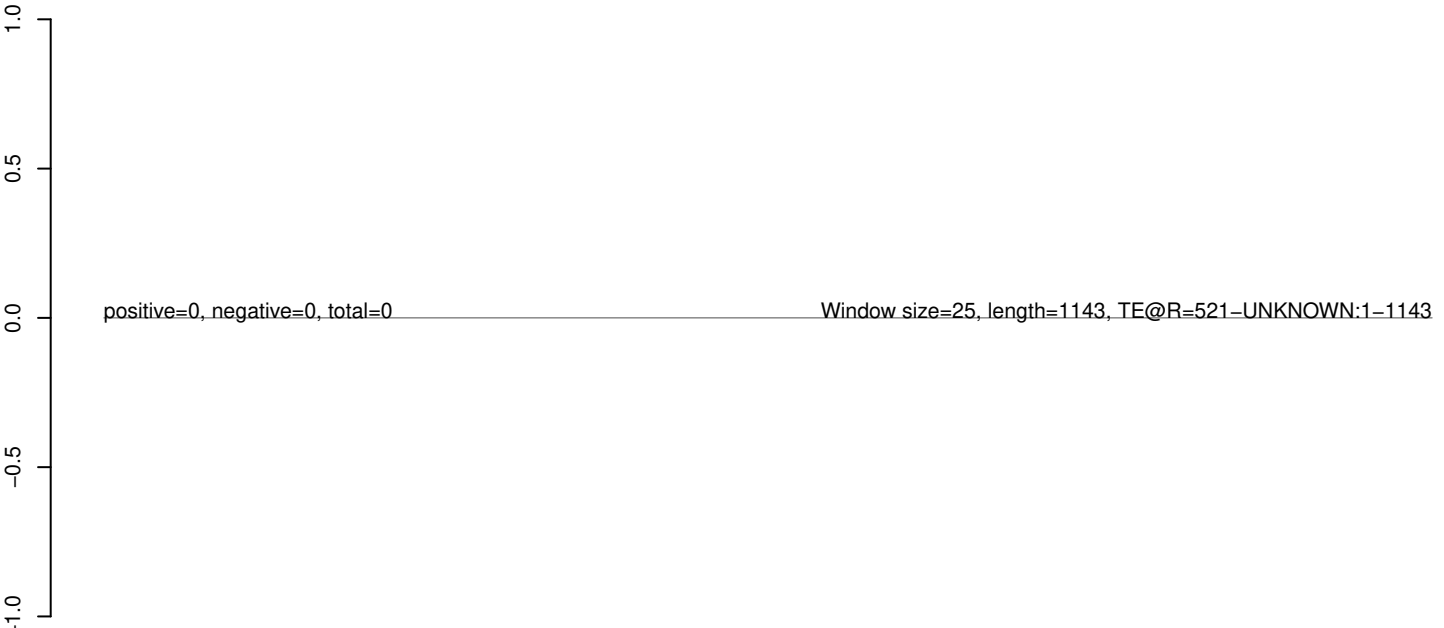 1.0
0.5
positive=0, negative=0, total=0
Window size=25, length=1143, TE@R=521−UNKNOWN:1−1143
0.0
−0.5
−1.0